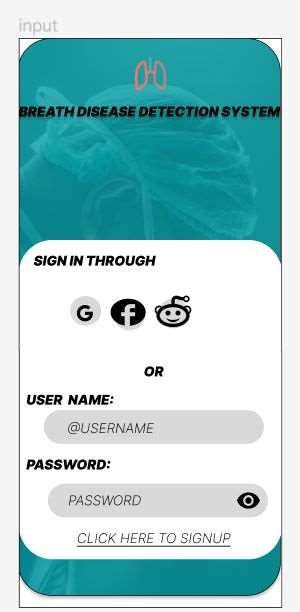 input
BREATH DISEASE DETECTION SYSTEM
SIGN IN THROUGH
G
f
OR
USER NAME:
@USERNAME
PASSWORD:
PASSWORD
CLICK HERE TO SIGNUP